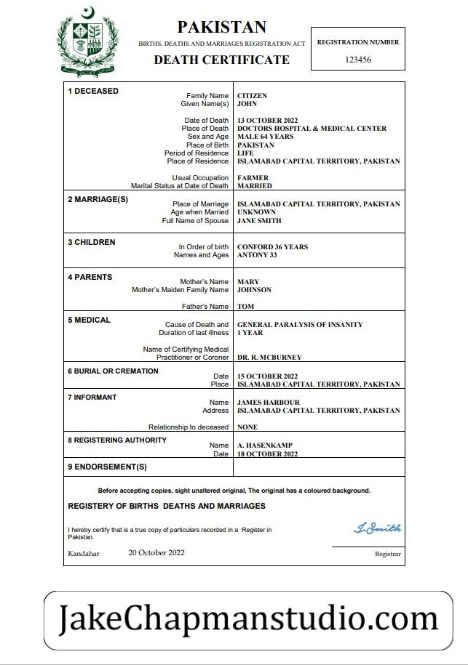 PAKISTAN
BIRTHS, DEATHS AND MARRIAGES REGISTRATION ACT
DEATH CERTIFICATE
REGISTRATION NUMBER
123456
1 DECEASED
Family Name CITIZEN
Given Name(s) JOHN
Date of Death 13 OCTOBER 2022
Place of Death DOCTORS HOSPITAL & MEDICAL CENTER
Sex and Age MALE 64 YEARS
Place of Birth PAKISTAN
Period of Residence LIFE
Place of Residence ISLAMABAD CAPITAL TERRITORY, PAKISTAN
Usual Occupation FARMER
Marital Status at Date of Death MARRIED
2 MARRIAGE(S)
Place of Marriage ISLAMABAD CAPITAL TERRITORY, PAKISTAN
Age when Married UNKNOWN
Full Name of Spouse JANE SMITH
3 CHILDREN
In Order of birth CONFORD 36 YEARS
Names and Ages ANTONY 33
4 PARENTS
Mother's Name MARY
Mother's Maiden Family Name JOHNSON
Father's Name TOM
5 MEDICAL
Cause of Death and GENERAL PARALYSIS OF INSANITY
Duration of last illness 1 YEAR
Name of Certifying Medical
Practitioner or Coroner DR. R. MCBURNEY
6 BURIAL OR CREMATION
Date 15 OCTOBER 2022
Place ISLAMABAD CAPITAL TERRITORY, PAKISTAN
7 INFORMANT
Name JAMES HARBOUR
Address ISLAMABAD CAPITAL TERRITORY, PAKISTAN
Relationship to deceased NONE
8 REGISTERING AUTHORITY
Name A. HASENKAMP
Date 18 OCTOBER 2022
9 ENDORSEMENT(S)
Before accepting copies, sight unaltered original, The original has a coloured background.
REGISTERY OF BIRTHS DEATHS AND MARRIAGES
I hereby certify that is a true copy of particulars recorded in a Register in
Pakistan.
J.Smith
Kandahar 20 October 2022 Registrar
JakeChapmanstudio.com